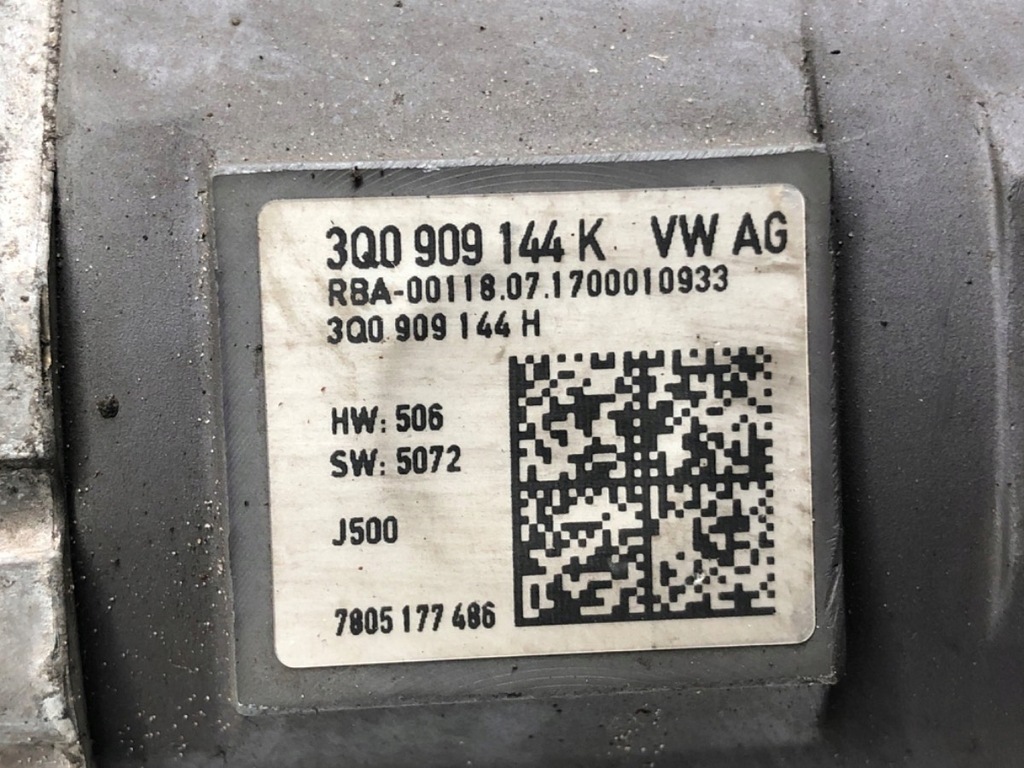 3Q0 909 144 K VW AG
RBA-00118.07.1700010933
3Q0 909 144 H
HW: 506
SW: 5072
J500
7805 177 486